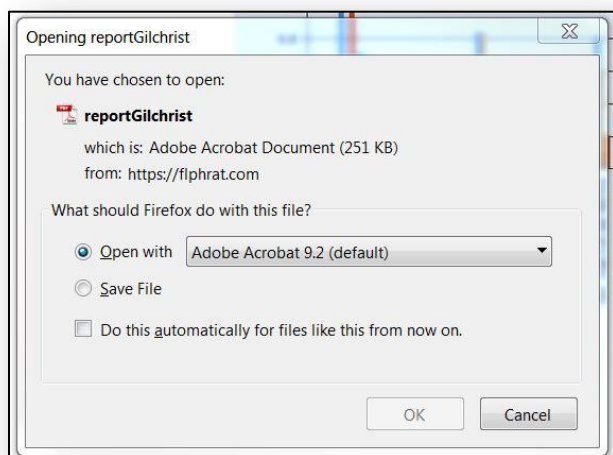 Opening reportGilchrist
You have chosen to open:
reportGilchrist
which is: Adobe Acrobat Document (251 KB)
from: https://flphrat.com
What should Firefox do with this file?
Open with Adobe Acrobat 9.2 (default)
Save File
Do this automatically for files like this from now on.
OK Cancel